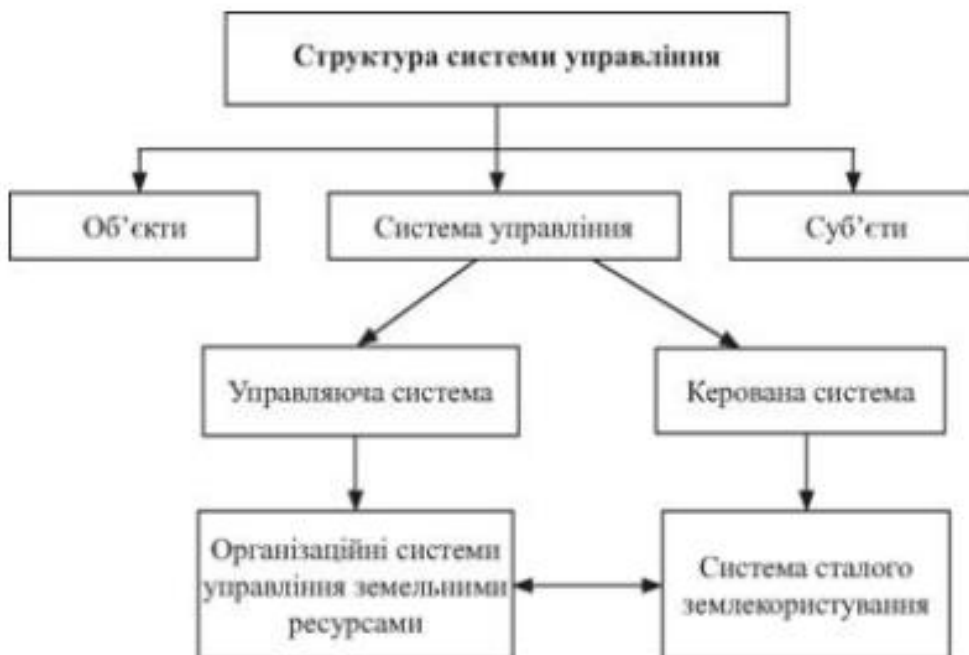 Структура системи управління
Об’єкти
Система управління
Суб’єти
Управляюча система
Керована система
Організаційні системи
управління земельними
ресурсами
Система сталого
землекористування